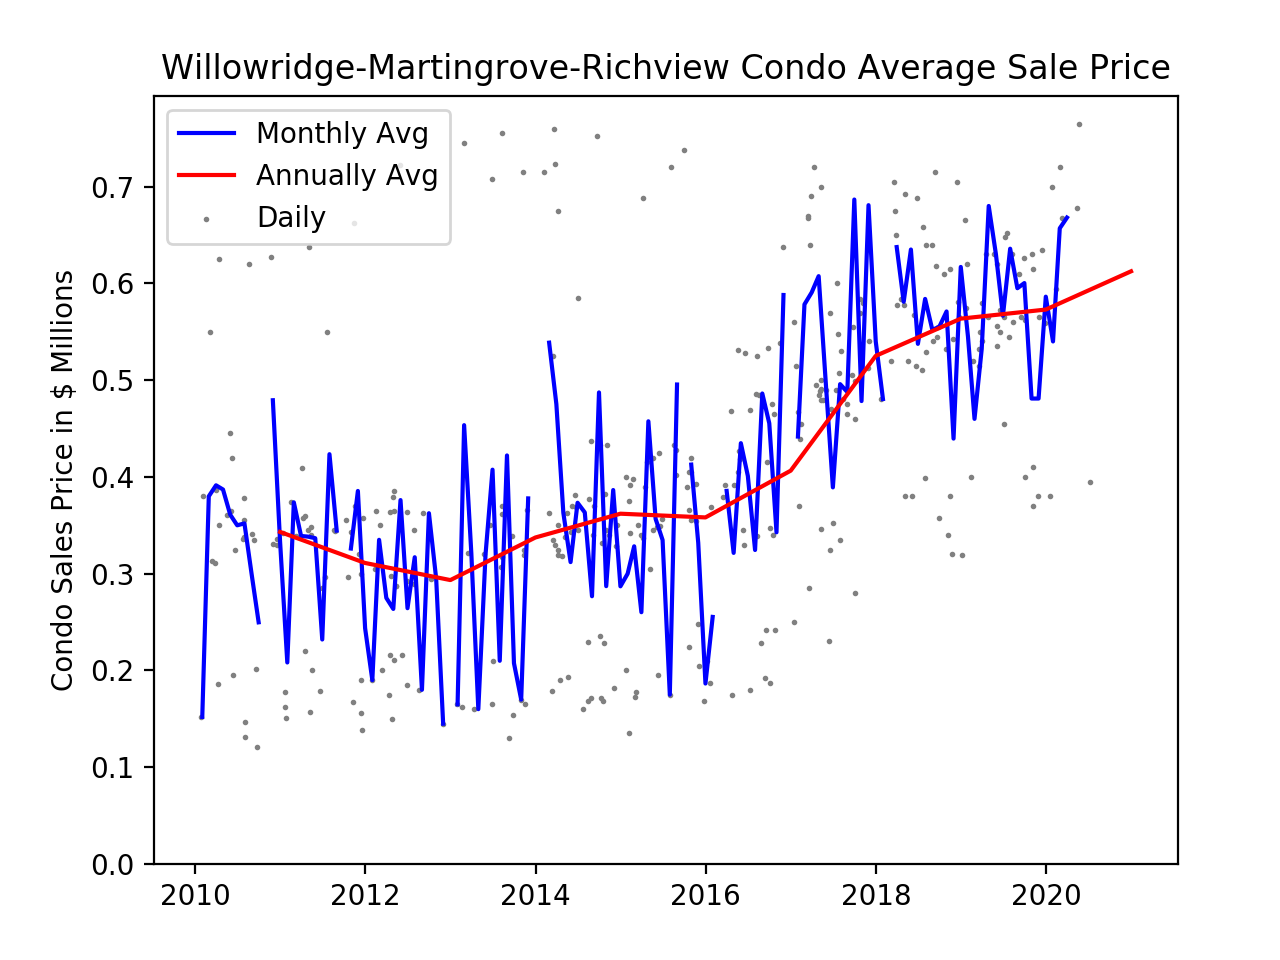 Willowridge-Martingrove-Richview Condo Average Sale Price
Monthly Avg
Annually Avg
Daily
Condo Sales Price in $ Millions
0.7
0.6
0.5
0.4
0.3
0.2
0.1
0.0
2010 2012 2014 2016 2018 2020